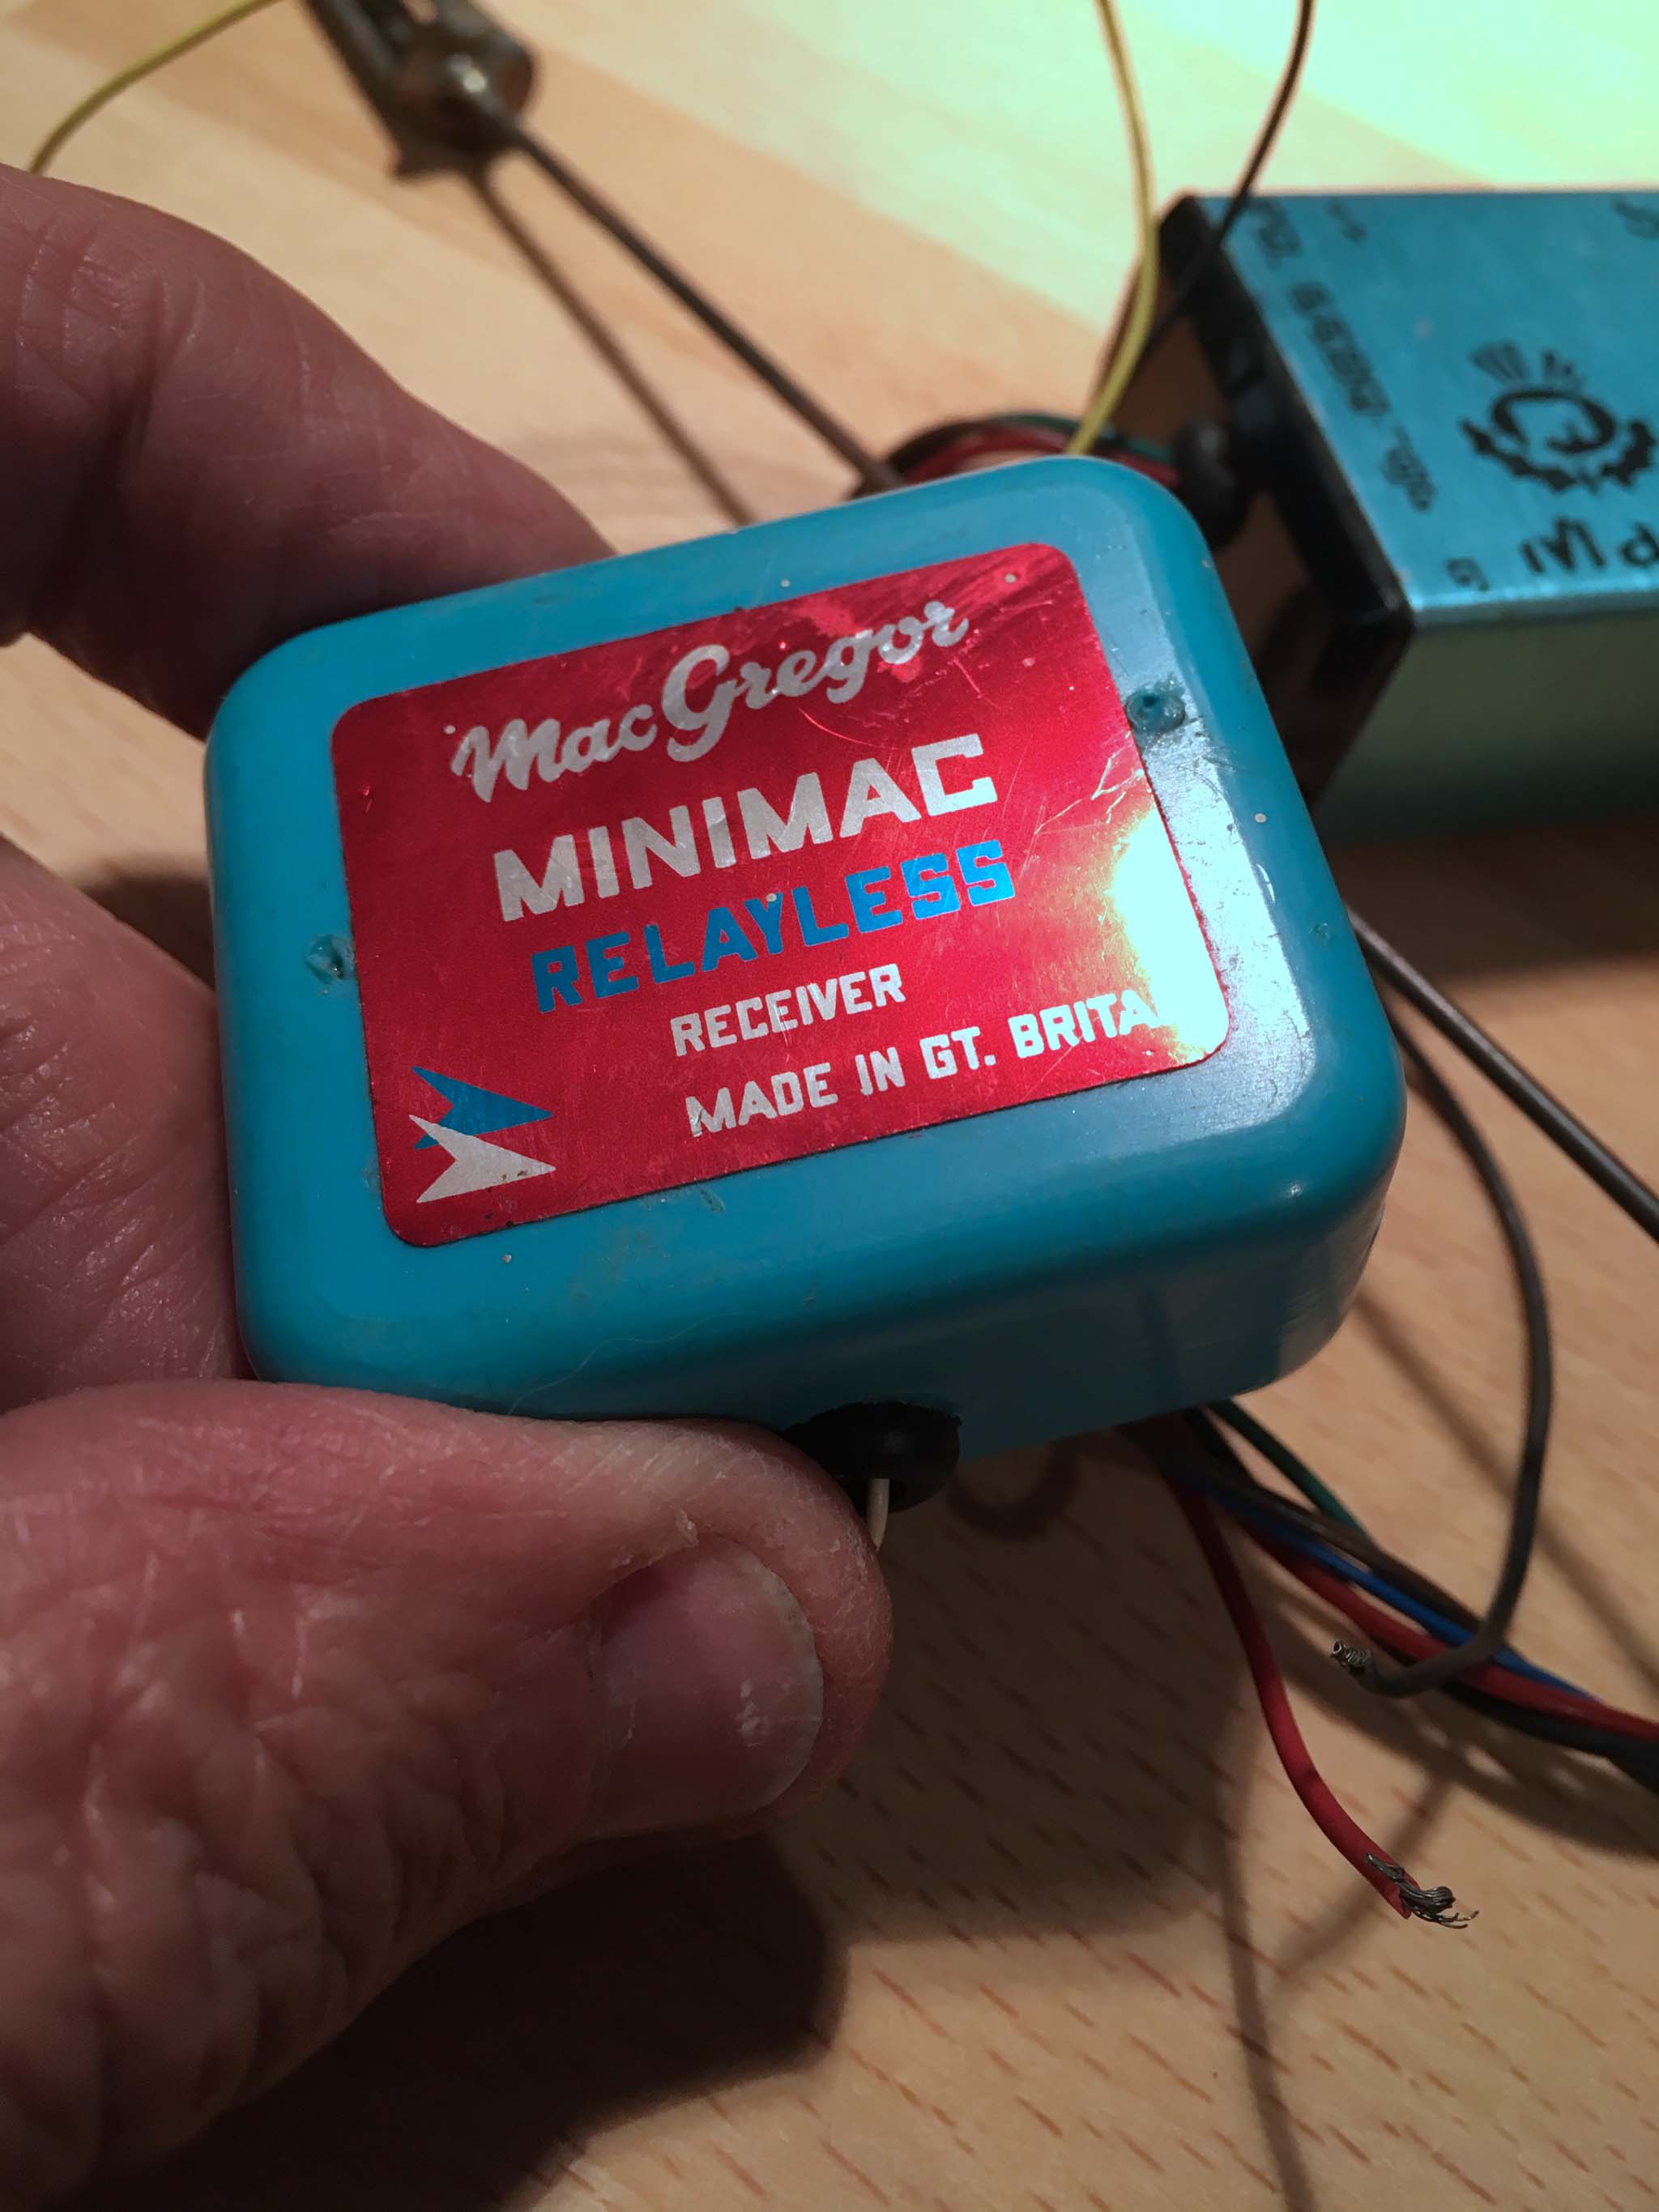 MacGregor
MINIMAC
RELAYLESS
RECEIVER
MADE IN GT. BRITA